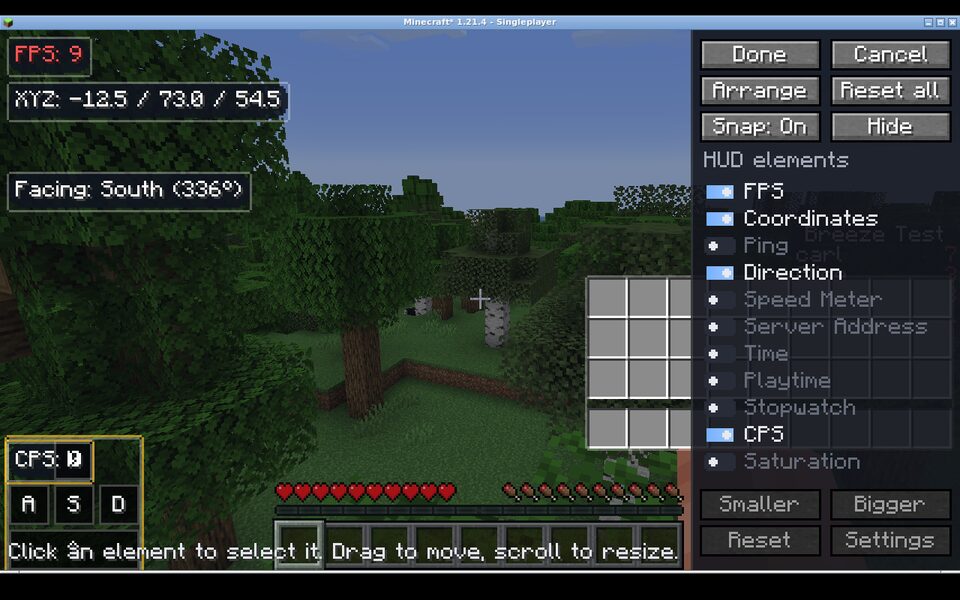 Minecraft* 1.21.4 - Singleplayer
FPS: 9
XYZ: -12.5 / 73.0 / 54.5
Facing: South (336°)
Done
Cancel
Arrange
Reset all
Snap: On
Hide
HUD elements
FPS
Coordinates
Ping
Breeze Test
carl
Direction
Speed Meter
Server Address
Time
Playtime
Stopwatch
CPS
Saturation
Smaller
Bigger
Reset
Settings
CPS: 0
A
S
D
Click an element to select it. Drag to move, scroll to resize.